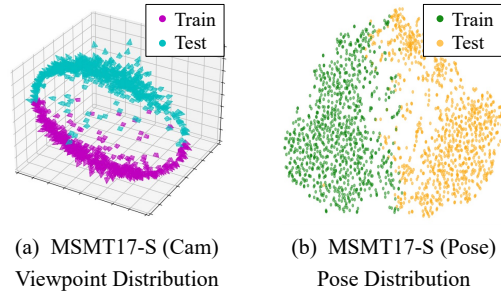 Train
Test
Train
Test
(a) MSMT17-S (Cam)
Viewpoint Distribution
(b) MSMT17-S (Pose)
Pose Distribution